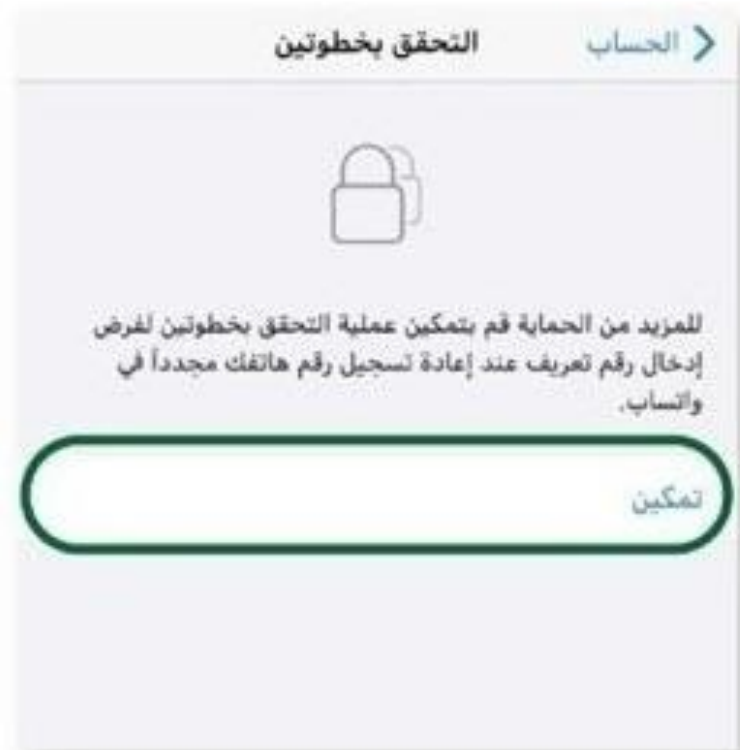 الحساب
التحقق بخطوتين
للمزيد من الحماية قم بتمكين عملية التحقق بخطوتين لفرض
إدخال رقم تعريف عند إعادة تسجيل رقم هاتفك مجدداً في
واتساب.
تمكين